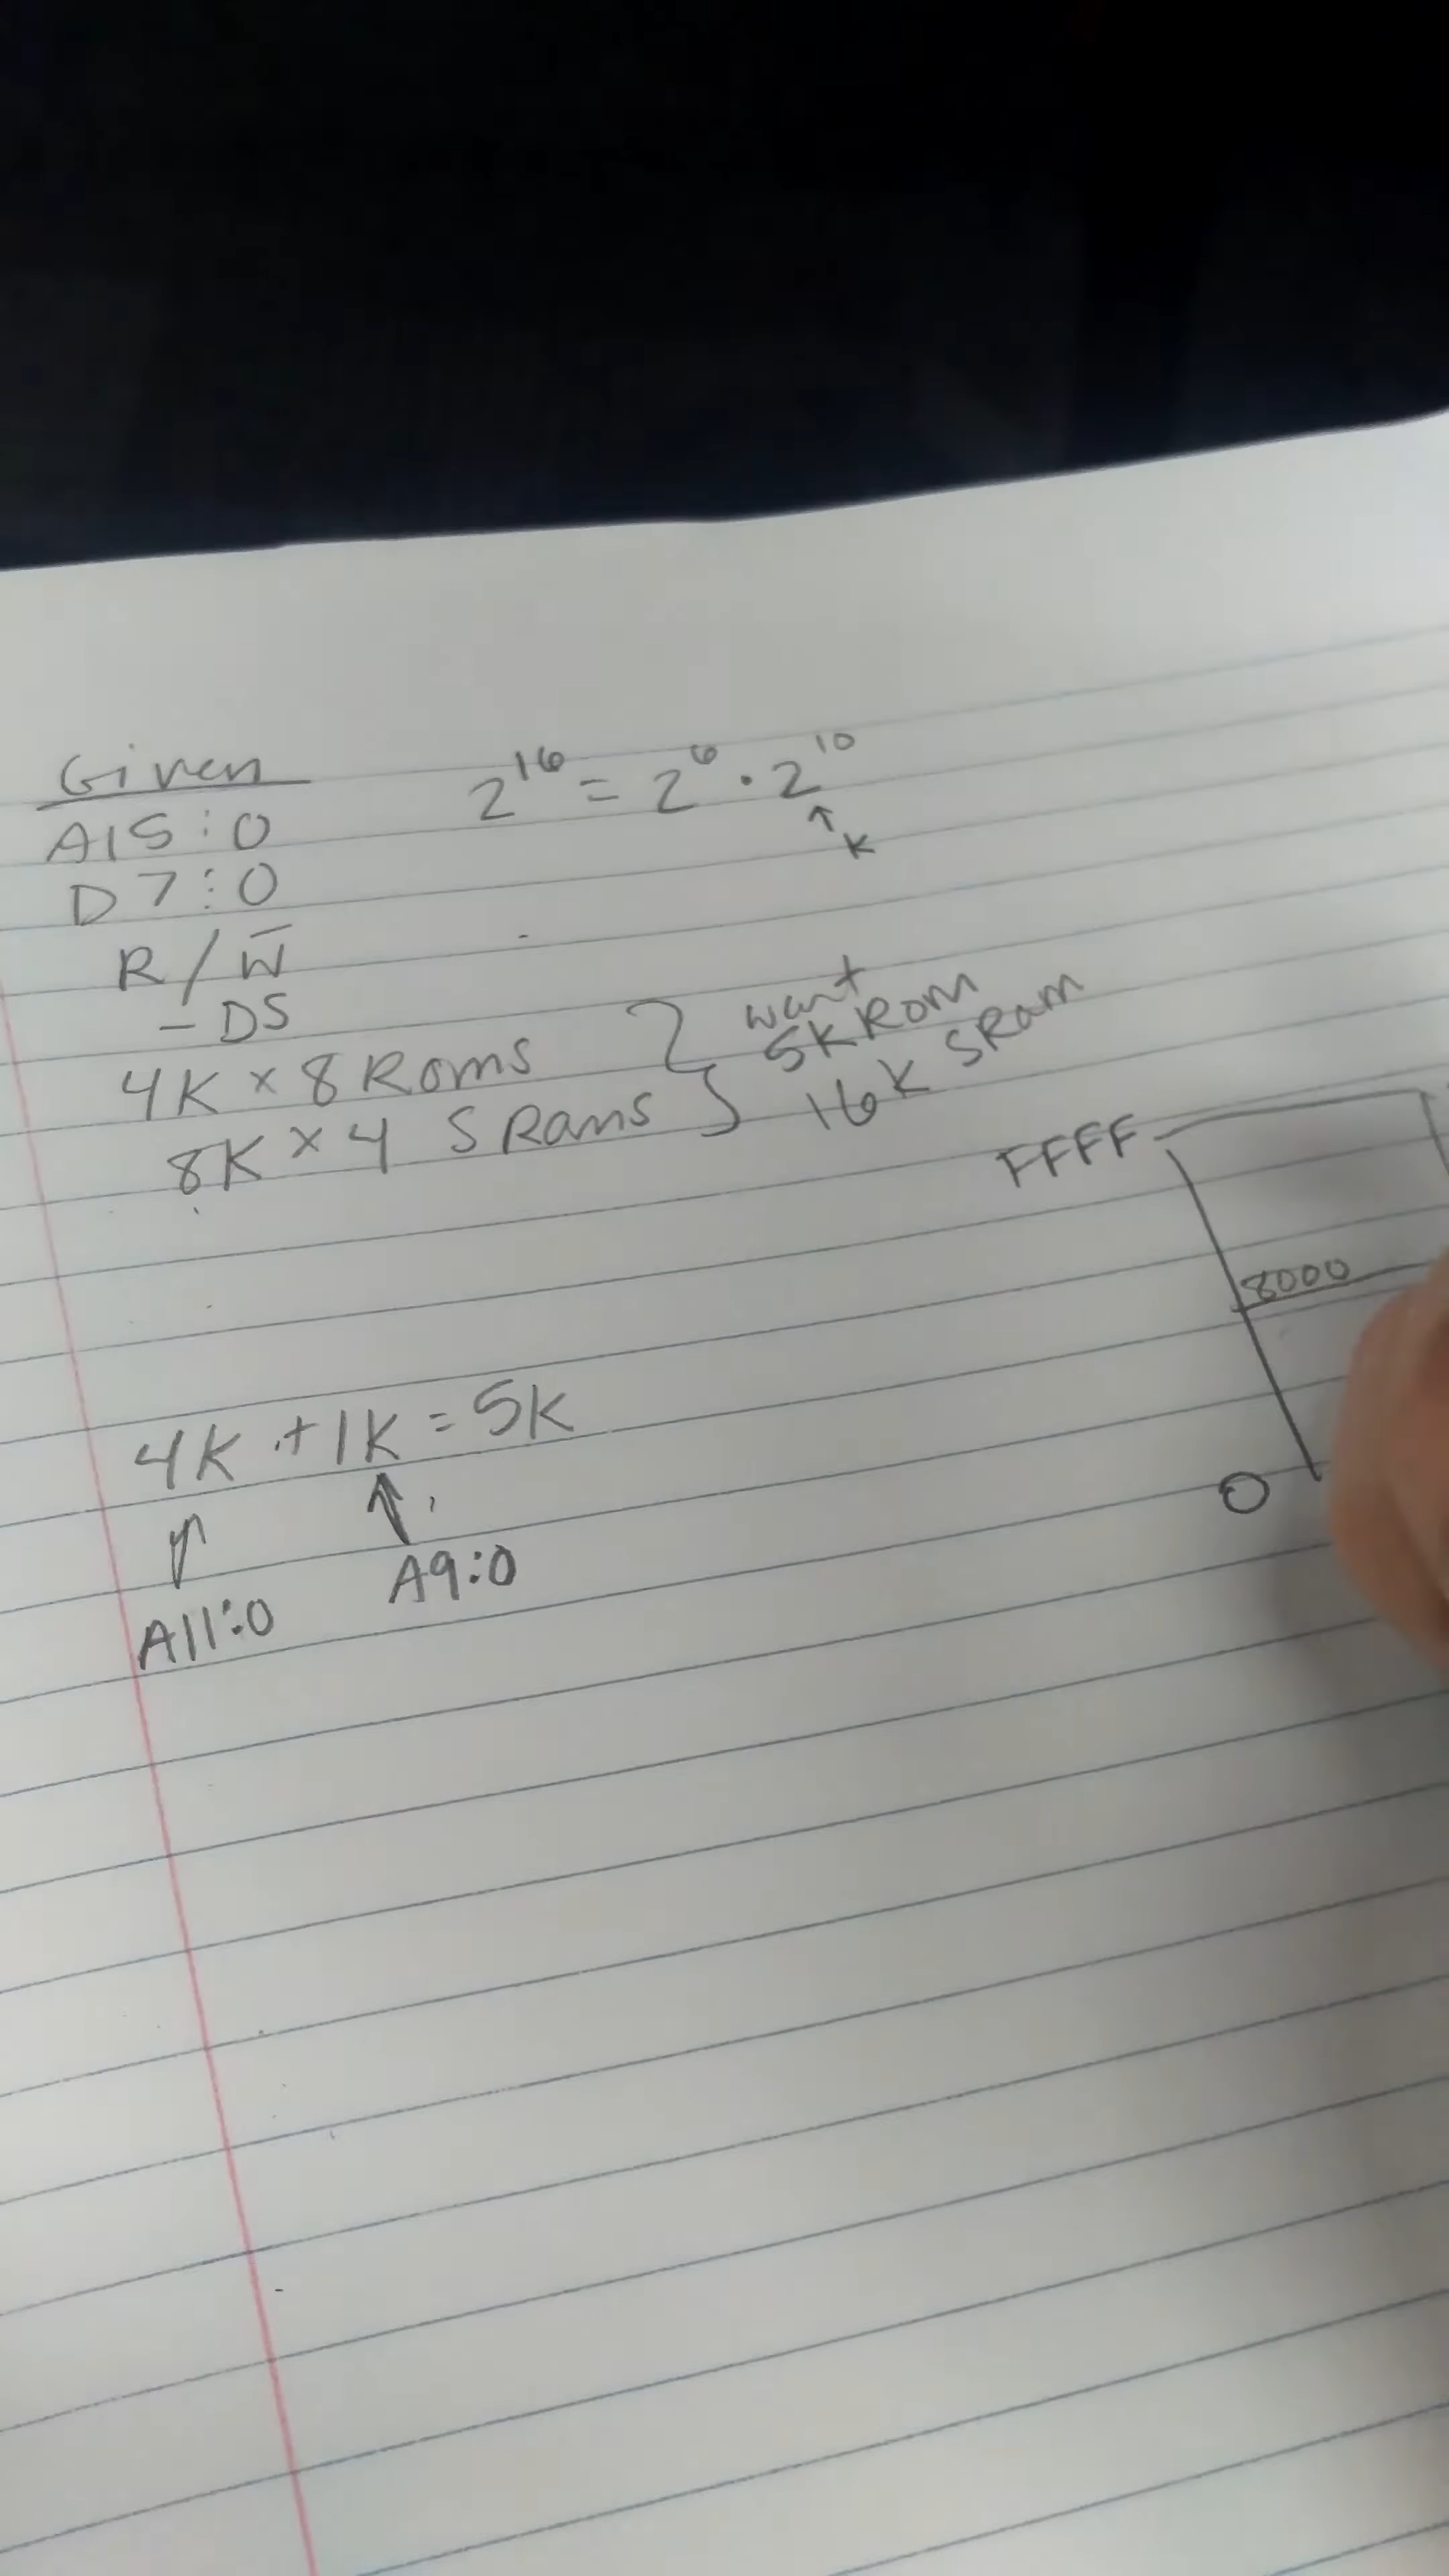 Given
A15:0
D7:0
R/W̅
-DS
4K x 8 Roms
8K x 4 SRams
2^16 = 2^6 · 2^10
↑
K
want
5K Rom
16K SRam
FFFF
8000
0
4K + 1K = 5K
↑ ↑
A11:0 A9:0